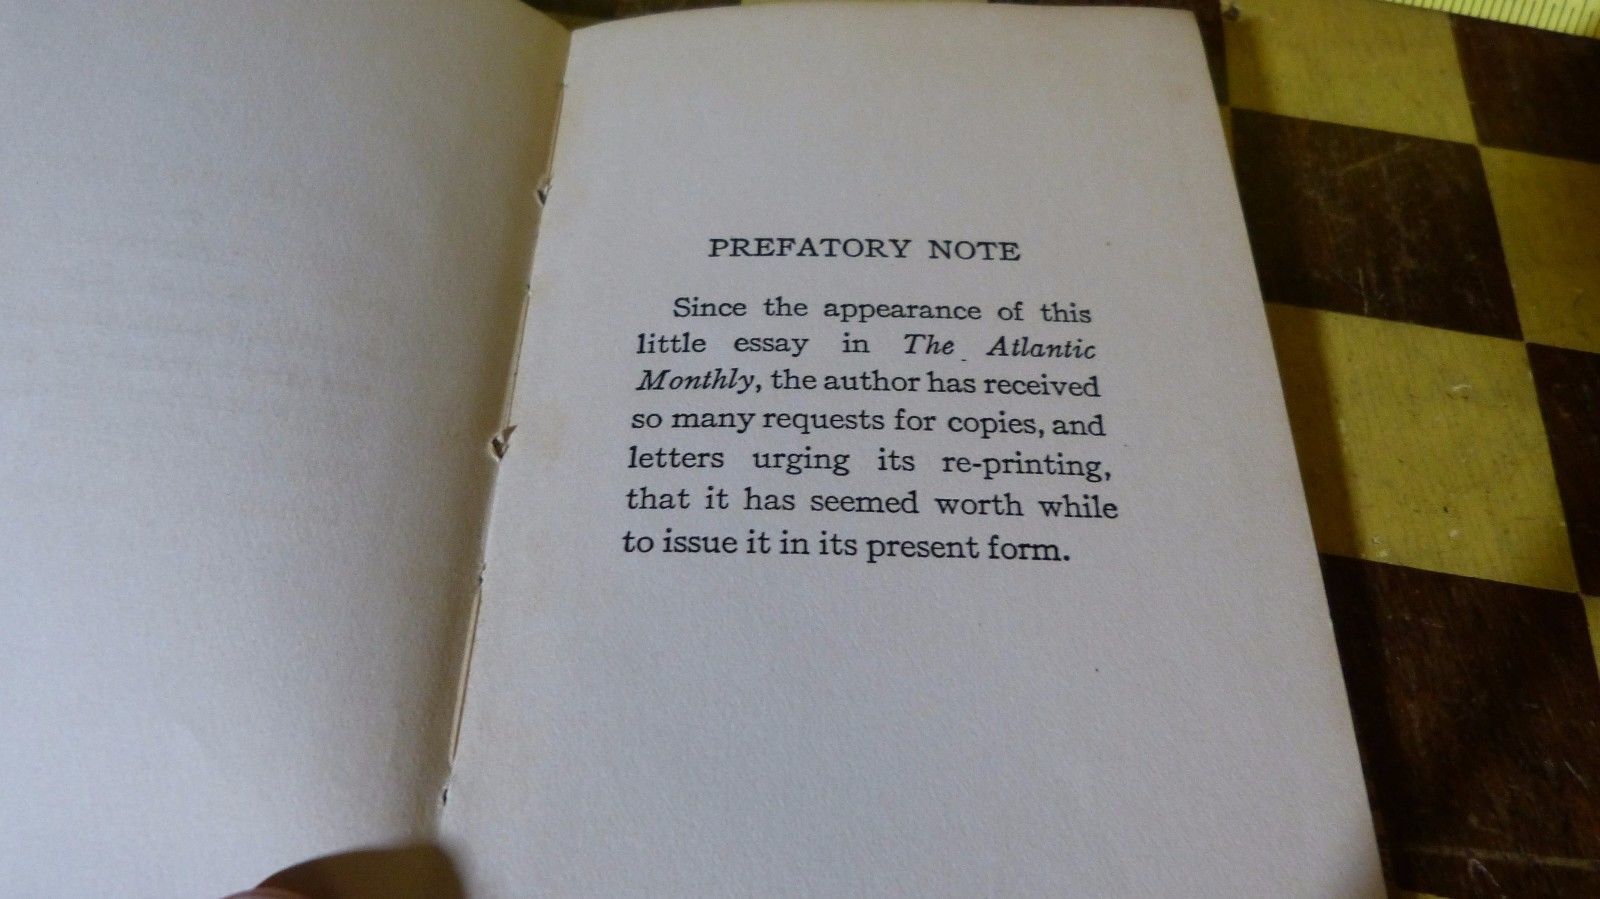 PREFATORY NOTE
Since the appearance of this
little essay in The Atlantic
Monthly, the author has received
so many requests for copies, and
letters urging its re-printing,
that it has seemed worth while
to issue it in its present form.